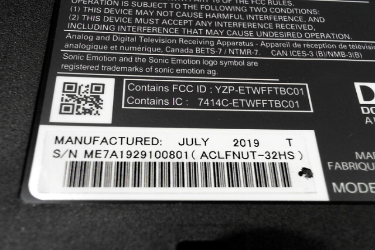 OPERATION IS SUBJECT TO THE FOLLOWING TWO CONDITIONS:
(1) THIS DEVICE MAY NOT CAUSE HARMFUL INTERFERENCE, AND
(2) THIS DEVICE MUST ACCEPT ANY INTERFERENCE RECEIVED,
INCLUDING INTERFERENCE THAT MAY CAUSE UNDESIRED OPERATION.
Analog and Digital Television Receiving Apparatus - Appareil de réception de télévision
analogique et numérique, Canada BETS-7 / NTMR-7. CAN ICES-3 (B)/NMB-3(B)
Sonic Emotion and the Sonic Emotion logo symbol are
registered trademarks of sonic emotion ag.
Contains FCC ID : YZP-ETWFFTBC01
Contains IC : 7414C-ETWFFTBC01
MANUFACTURED: JULY 2019 T
S/N ME7A1929100801(ACLFNUT-32HS)